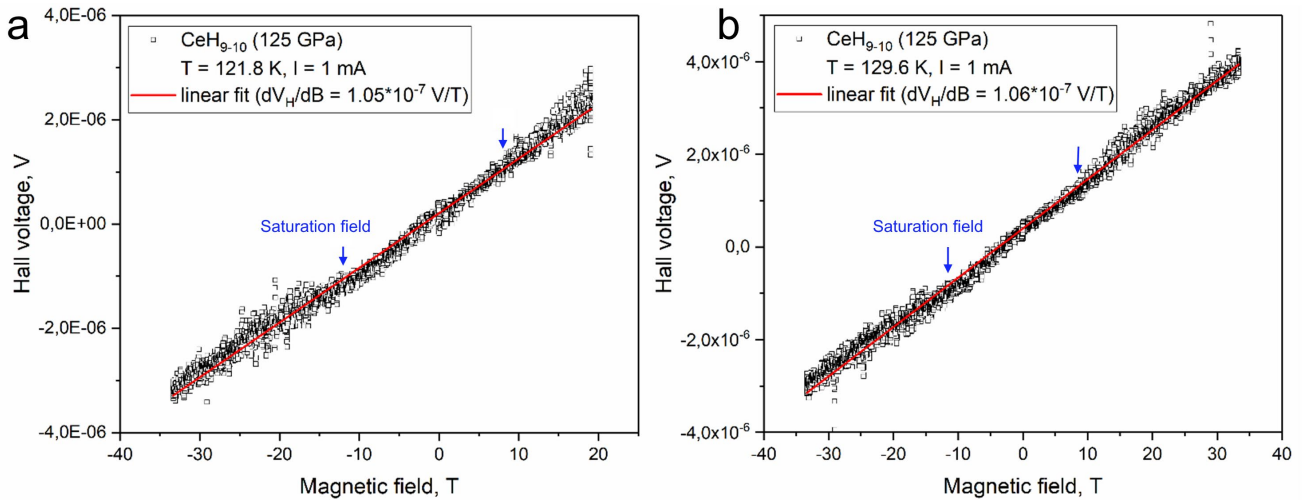 a
4,0E-06
2,0E-06
0,0E+00
-2,0E-06
-4,0E-06
Hall voltage, V
CeH9-10 (125 GPa)
T = 121.8 K, I = 1 mA
linear fit (dVH/dB = 1.05*10-7 V/T)
Saturation field
-40 -30 -20 -10 0 10 20
Magnetic field, T
b
4,0x10-6
2,0x10-6
0,0
-2,0x10-6
-4,0x10-6
Hall voltage, V
CeH9-10 (125 GPa)
T = 129.6 K, I = 1 mA
linear fit (dVH/dB = 1.06*10-7 V/T)
Saturation field
-40 -30 -20 -10 0 10 20 30 40
Magnetic field, T